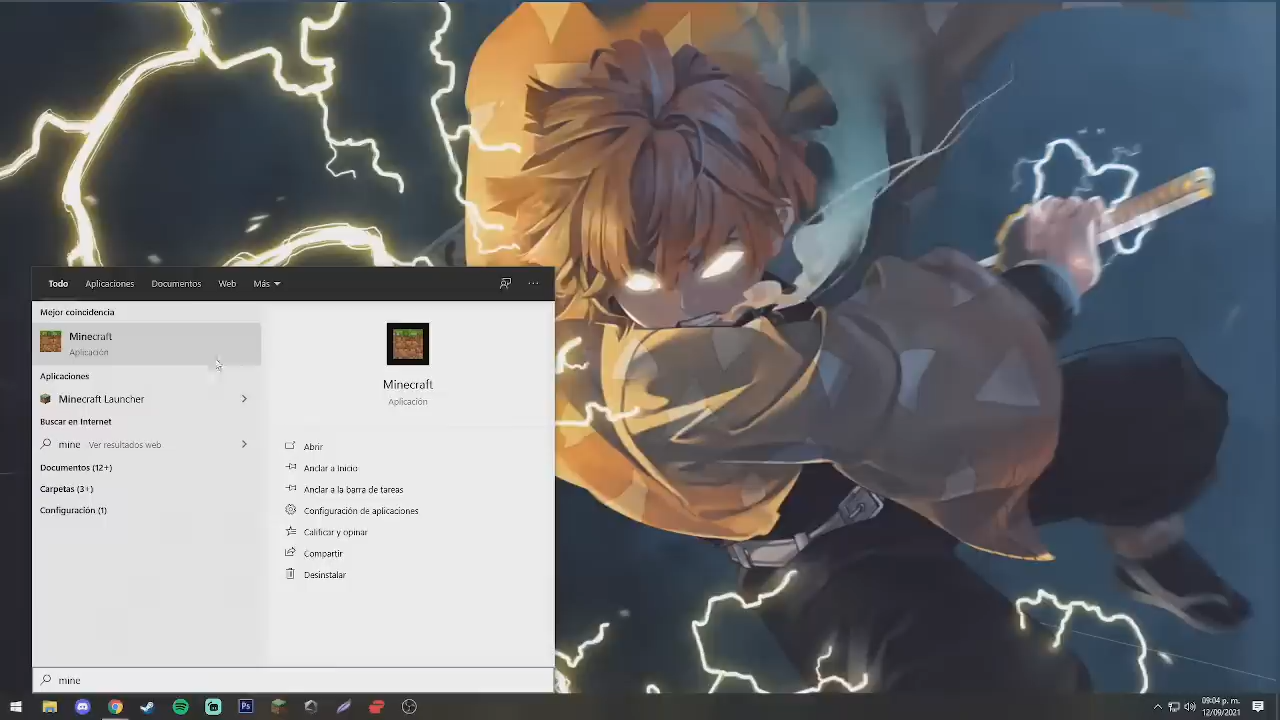 Todo Aplicaciones Documentos Web Más
Mejor coincidencia
Minecraft
Aplicación
Aplicaciones
Minecraft Launcher
Buscar en Internet
mine Ver resultados web
Documentos (12+)
Carpetas (3+)
Configuración (1)
Minecraft
Aplicación
Abrir
Anclar a Inicio
Anclar a la barra de tareas
Configuración de aplicaciones
Calificar y opinar
Compartir
Desinstalar
mine
Ps
09:04 p. m.
12/09/2021